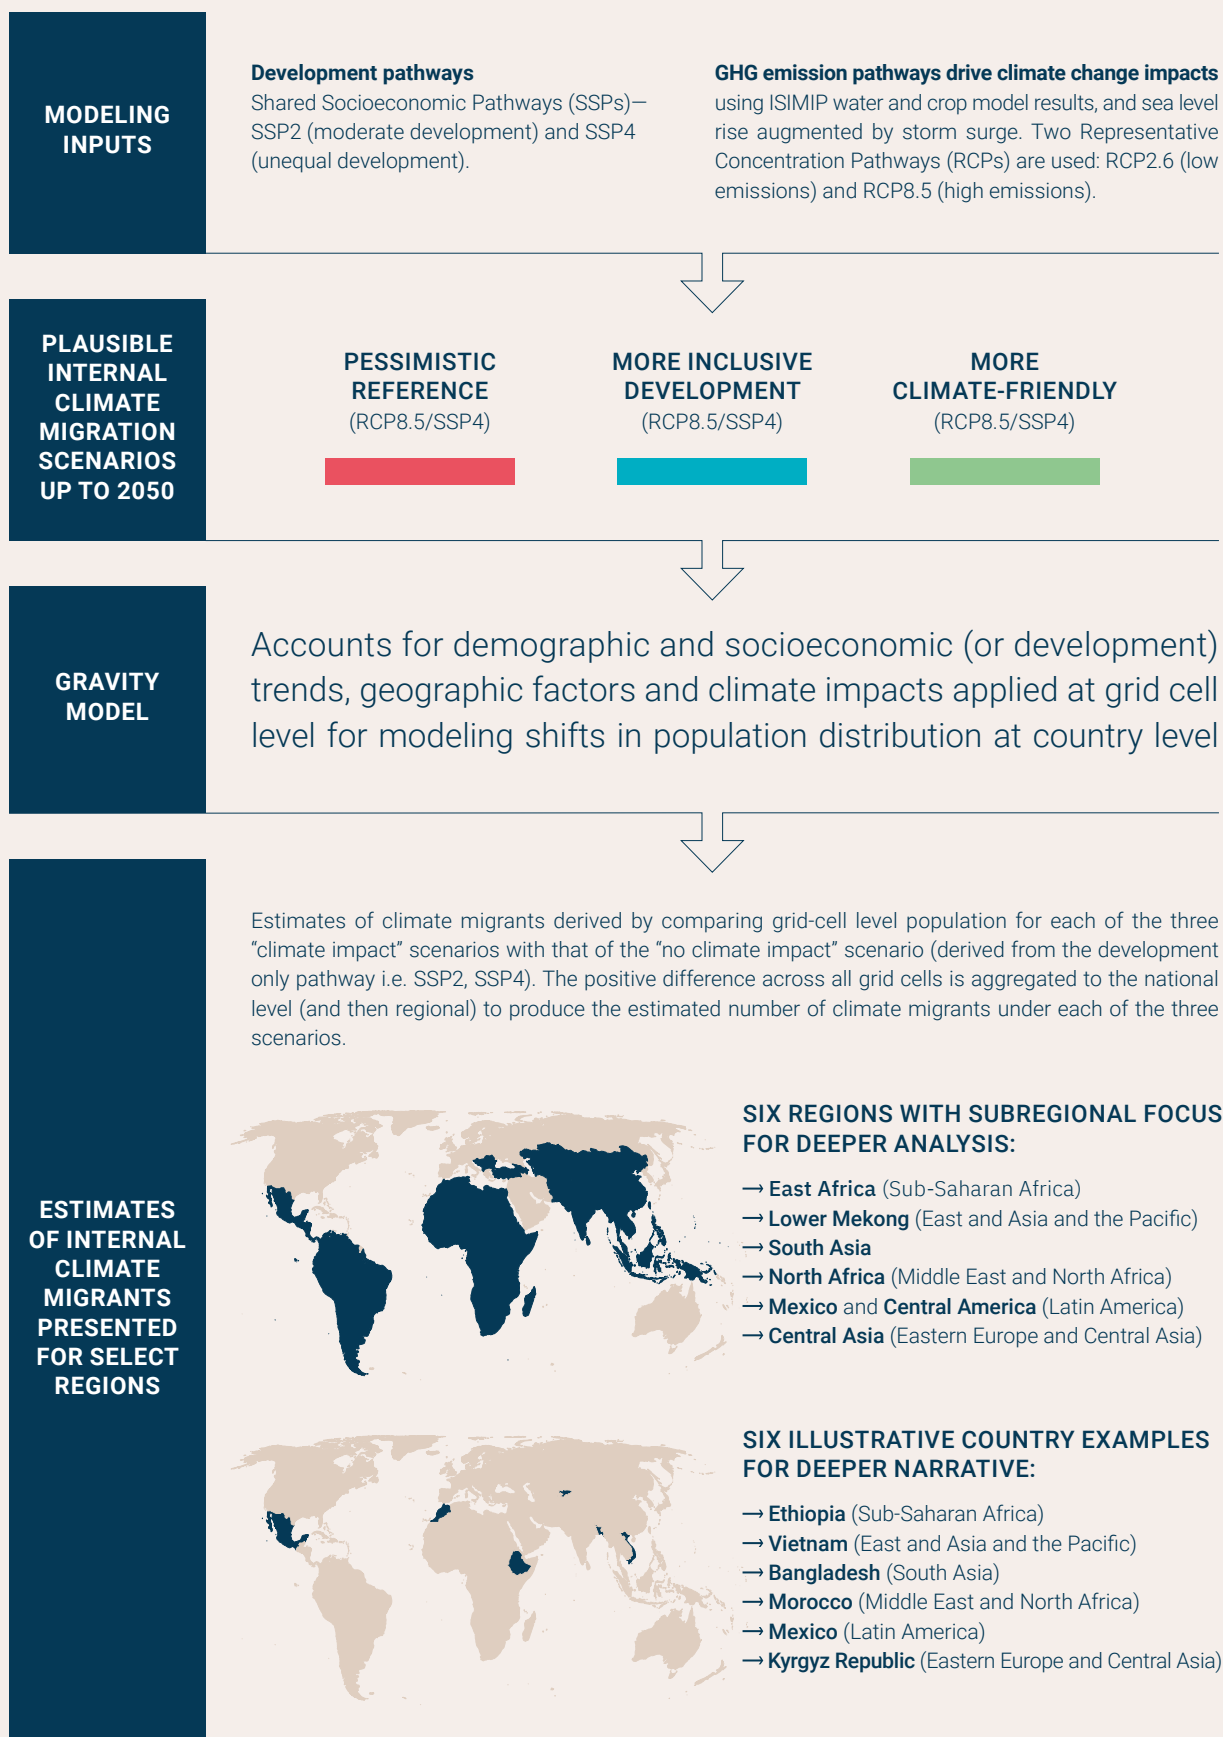 MODELING
INPUTS
Development pathways
Shared Socioeconomic Pathways (SSPs)—
SSP2 (moderate development) and SSP4
(unequal development).
GHG emission pathways drive climate change impacts
using ISIMIP water and crop model results, and sea level
rise augmented by storm surge. Two Representative
Concentration Pathways (RCPs) are used: RCP2.6 (low
emissions) and RCP8.5 (high emissions).
PLAUSIBLE
INTERNAL
CLIMATE
MIGRATION
SCENARIOS
UP TO 2050
PESSIMISTIC
REFERENCE
(RCP8.5/SSP4)
MORE INCLUSIVE
DEVELOPMENT
(RCP8.5/SSP4)
MORE
CLIMATE-FRIENDLY
(RCP8.5/SSP4)
GRAVITY
MODEL
Accounts for demographic and socioeconomic (or development)
trends, geographic factors and climate impacts applied at grid cell
level for modeling shifts in population distribution at country level
ESTIMATES
OF INTERNAL
CLIMATE
MIGRANTS
PRESENTED
FOR SELECT
REGIONS
Estimates of climate migrants derived by comparing grid-cell level population for each of the three
"climate impact" scenarios with that of the "no climate impact" scenario (derived from the development
only pathway i.e. SSP2, SSP4). The positive difference across all grid cells is aggregated to the national
level (and then regional) to produce the estimated number of climate migrants under each of the three
scenarios.
SIX REGIONS WITH SUBREGIONAL FOCUS
FOR DEEPER ANALYSIS:
→ East Africa (Sub-Saharan Africa)
→ Lower Mekong (East and Asia and the Pacific)
→ South Asia
→ North Africa (Middle East and North Africa)
→ Mexico and Central America (Latin America)
→ Central Asia (Eastern Europe and Central Asia)
SIX ILLUSTRATIVE COUNTRY EXAMPLES
FOR DEEPER NARRATIVE:
→ Ethiopia (Sub-Saharan Africa)
→ Vietnam (East and Asia and the Pacific)
→ Bangladesh (South Asia)
→ Morocco (Middle East and North Africa)
→ Mexico (Latin America)
→ Kyrgyz Republic (Eastern Europe and Central Asia)